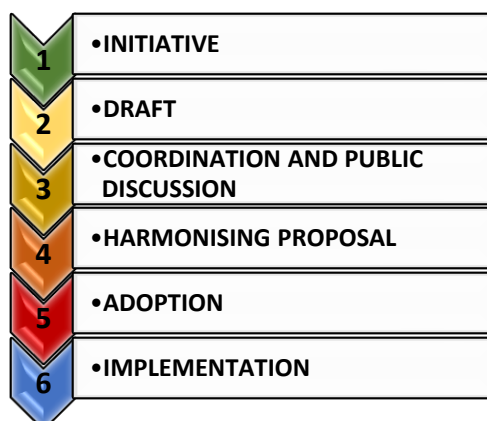 1
•INITIATIVE
2
•DRAFT
3
•COORDINATION AND PUBLIC
DISCUSSION
4
•HARMONISING PROPOSAL
5
•ADOPTION
6
•IMPLEMENTATION